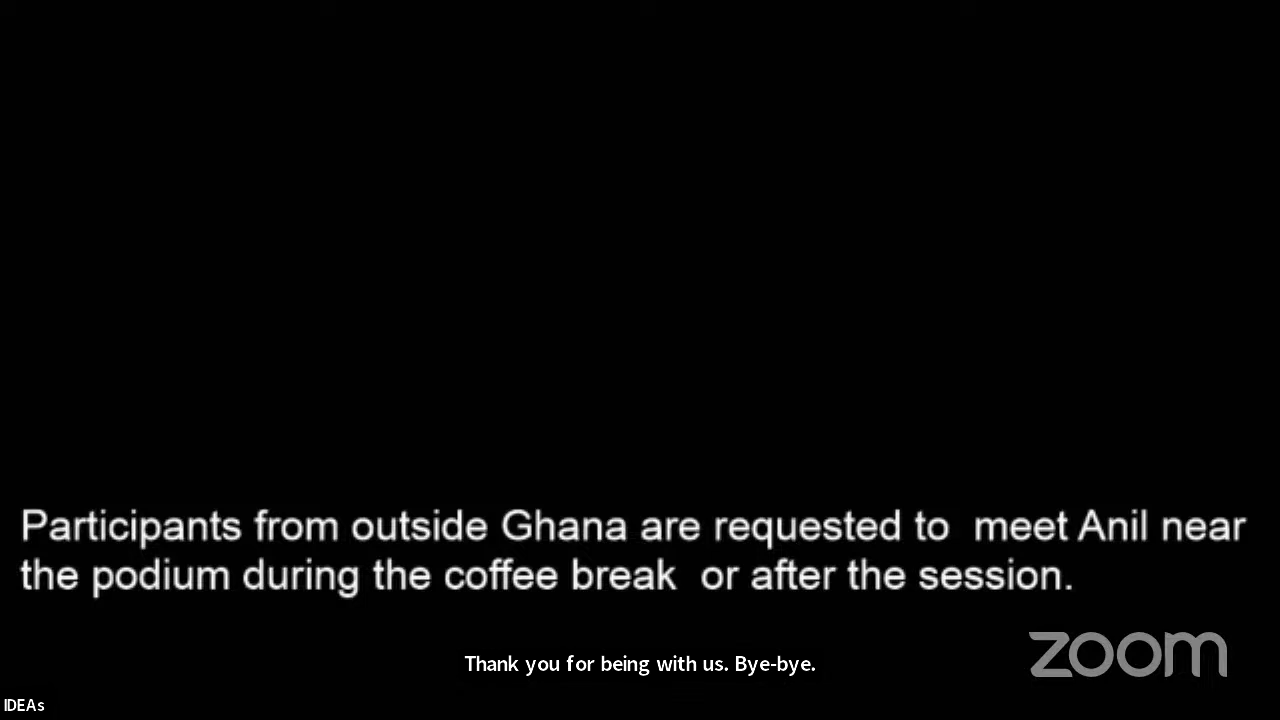 Participants from outside Ghana are requested to  meet Anil near
the podium during the coffee break  or after the session.
Thank you for being with us. Bye-bye.
zoom
IDEAs